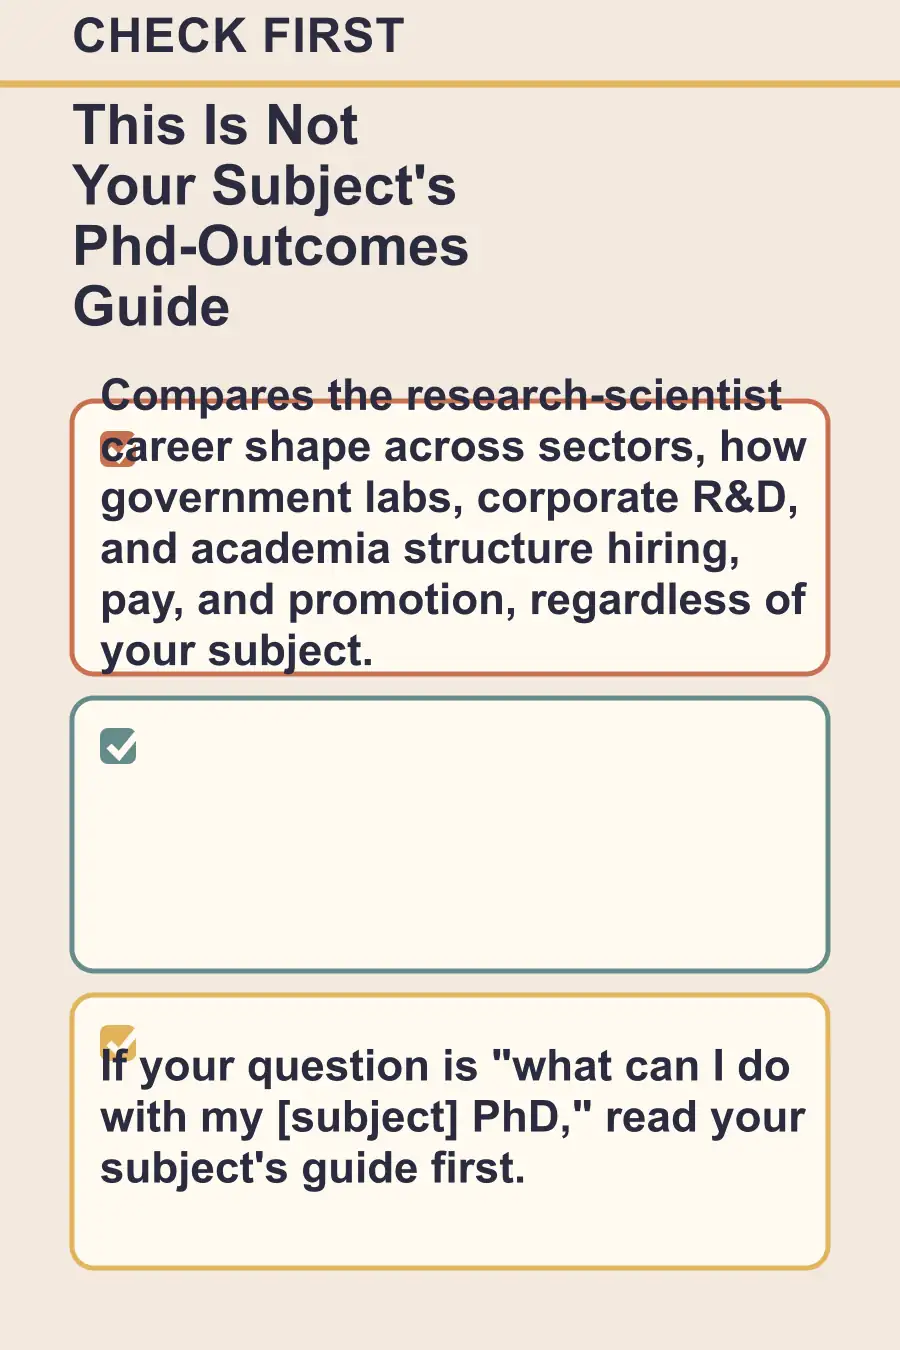 CHECK FIRST
This Is Not
Your Subject's
Phd-Outcomes
Guide
Compares the research-scientist
career shape across sectors, how
government labs, corporate R&D,
and academia structure hiring,
pay, and promotion, regardless of
your subject.
If your question is "what can I do
with my [subject] PhD," read your
subject's guide first.